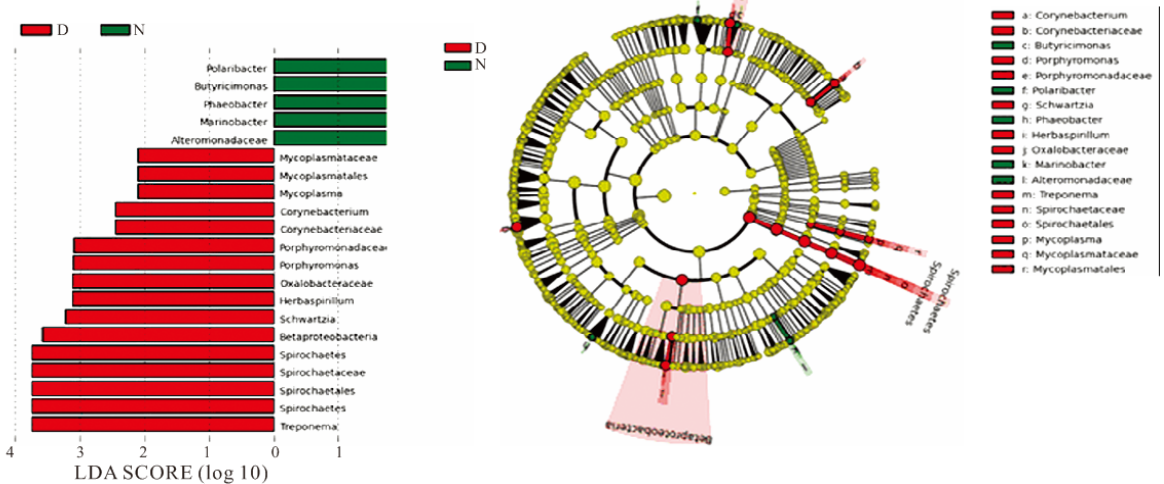 D N
Polaribacter
Butyricimonas
Phaeobacter
Marinobacter
Alteromonadaceae
Mycoplasmataceae
Mycoplasmatales
Mycoplasma
Corynebacterium
Corynebacteriaceae
Porphyromonadaceae
Porphyromonas
Oxalobacteraceae
Herbaspirillum
Schwartzia
Betaproteobacteria
Spirochaetes
Spirochaetaceae
Spirochaetales
Spirochaetes
Treponema
4 3 2 1 0 1
LDA SCORE (log 10)
D
N
Spirochaetes
Spirochaetes
Betaproteobacteria
a: Corynebacterium
b: Corynebacteriaceae
c: Butyricimonas
d: Porphyromonas
e: Porphyromonadaceae
f: Polaribacter
g: Schwartzia
h: Phaeobacter
i: Herbaspirillum
j: Oxalobacteraceae
k: Marinobacter
l: Alteromonadaceae
m: Treponema
n: Spirochaetaceae
o: Spirochaetales
p: Mycoplasma
q: Mycoplasmataceae
r: Mycoplasmatales